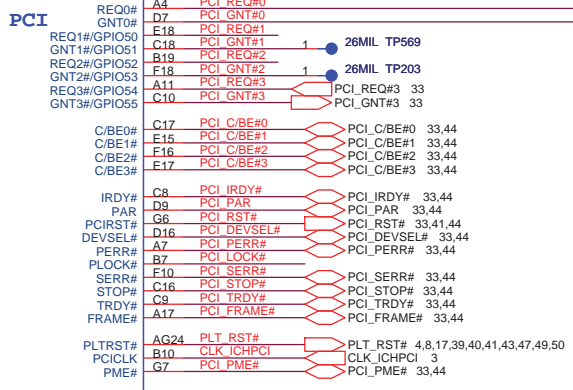 PCI
REQ0# A4 PCI_REQ#0
GNT0# D7 PCI_GNT#0
REQ1#/GPIO50 E18 PCI_REQ#1
GNT1#/GPIO51 C18 PCI_GNT#1 1 26MIL TP569
REQ2#/GPIO52 B19 PCI_REQ#2
GNT2#/GPIO53 F18 PCI_GNT#2 1 26MIL TP203
REQ3#/GPIO54 A11 PCI_REQ#3 PCI_REQ#3 33
GNT3#/GPIO55 C10 PCI_GNT#3 PCI_GNT#3 33
C/BE0# C17 PCI_C/BE#0 PCI_C/BE#0 33,44
C/BE1# E15 PCI_C/BE#1 PCI_C/BE#1 33,44
C/BE2# F16 PCI_C/BE#2 PCI_C/BE#2 33,44
C/BE3# E17 PCI_C/BE#3 PCI_C/BE#3 33,44
IRDY# C8 PCI_IRDY# PCI_IRDY# 33,44
PAR D9 PCI_PAR PCI_PAR 33,44
PCIRST# G6 PCI_RST# PCI_RST# 33,41,44
DEVSEL# D16 PCI_DEVSEL# PCI_DEVSEL# 33,44
PERR# A7 PCI_PERR# PCI_PERR# 33,44
PLOCK# B7 PCI_LOCK#
SERR# F10 PCI_SERR# PCI_SERR# 33,44
STOP# C16 PCI_STOP# PCI_STOP# 33,44
TRDY# C9 PCI_TRDY# PCI_TRDY# 33,44
FRAME# A17 PCI_FRAME# PCI_FRAME# 33,44
PLTRST# AG24 PLT_RST# PLT_RST# 4,8,17,39,40,41,43,47,49,50
PCICLK B10 CLK_ICHPCI CLK_ICHPCI 3
PME# G7 PCI_PME# PCI_PME# 33,44